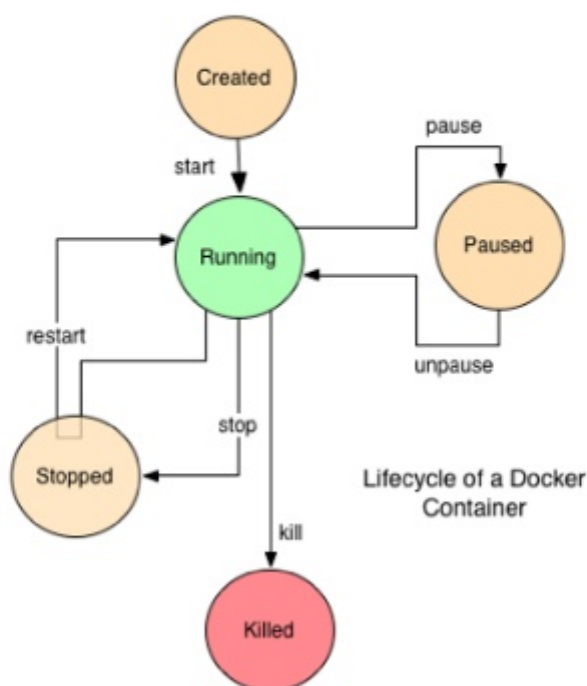 Created
start
pause
Running
Paused
restart
unpause
stop
Stopped
Lifecycle of a Docker
Container
kill
Killed